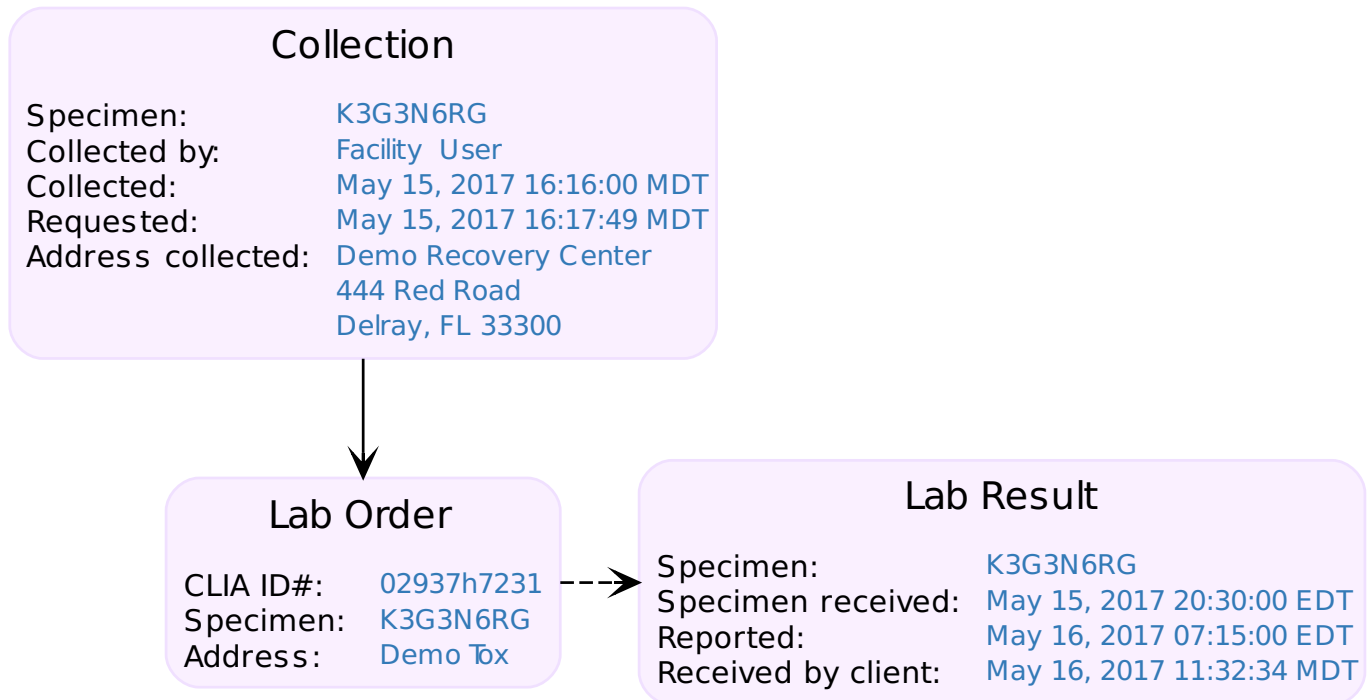 Collection
Specimen: K3G3N6RG
Collected by: Facility User
Collected: May 15, 2017 16:16:00 MDT
Requested: May 15, 2017 16:17:49 MDT
Address collected: Demo Recovery Center
444 Red Road
Delray, FL 33300
Lab Order
CLIA ID#: 02937h7231
Specimen: K3G3N6RG
Address: Demo Tox
Lab Result
Specimen: K3G3N6RG
Specimen received: May 15, 2017 20:30:00 EDT
Reported: May 16, 2017 07:15:00 EDT
Received by client: May 16, 2017 11:32:34 MDT